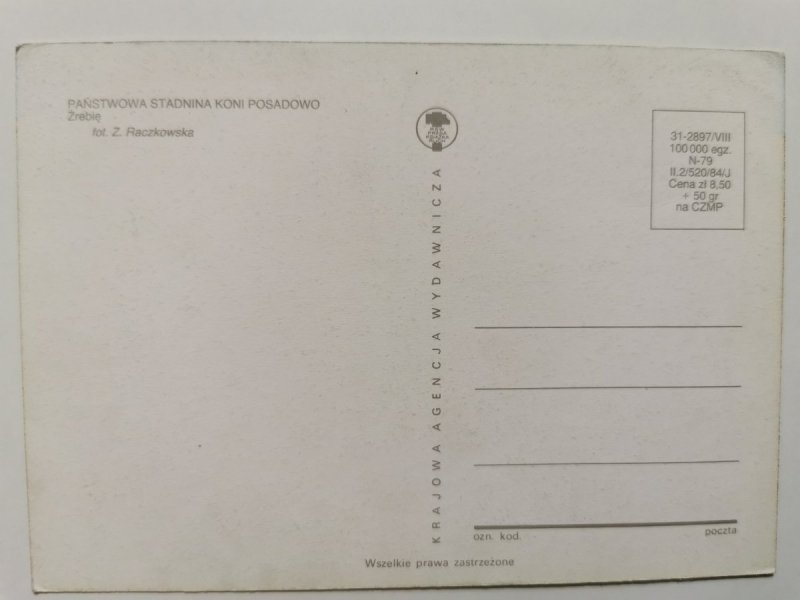 PAŃSTWOWA STADNINA KONI POSADOWO
Źrebię
fot. Z. Raczkowska
KRAJOWA AGENCJA WYDAWNICZA
31-2897/VIII
100 000 egz.
N-79
II.2/520/84/J
Cena zł 8,50
+ 50 gr
na CZMP
ozn. kod.
poczta
Wszelkie prawa zastrzeżone